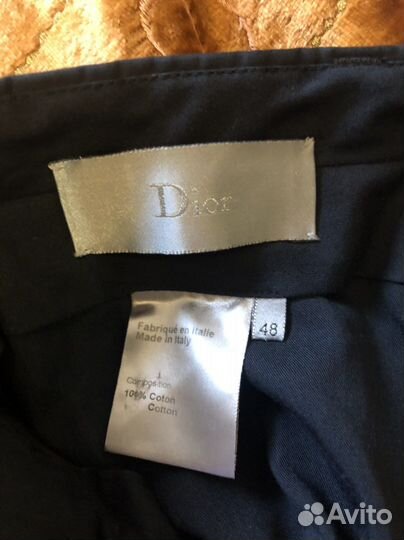 Dior
Fabriqué en Italie
Made in Italy
48
Composition
100% Coton
Cotton
Avito